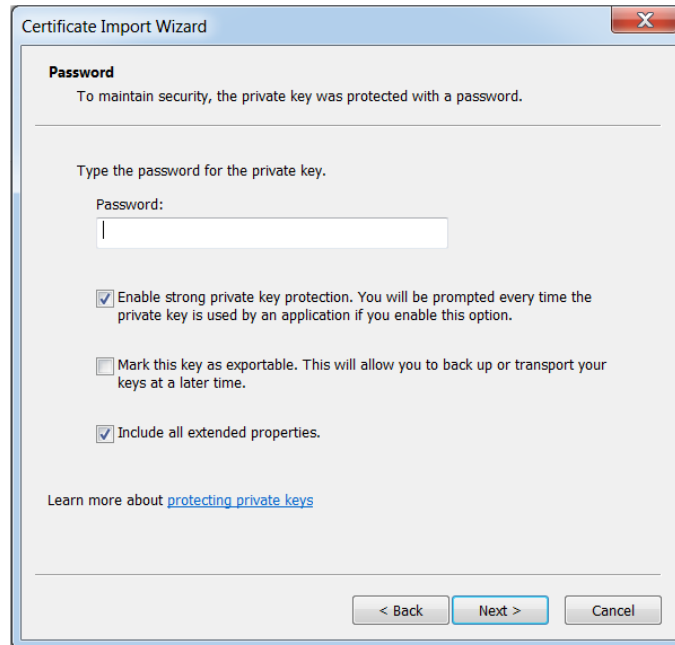 Certificate Import Wizard
Password
To maintain security, the private key was protected with a password.
Type the password for the private key.
Password:
Enable strong private key protection. You will be prompted every time the
private key is used by an application if you enable this option.
Mark this key as exportable. This will allow you to back up or transport your
keys at a later time.
Include all extended properties.
Learn more about protecting private keys
< Back Next > Cancel